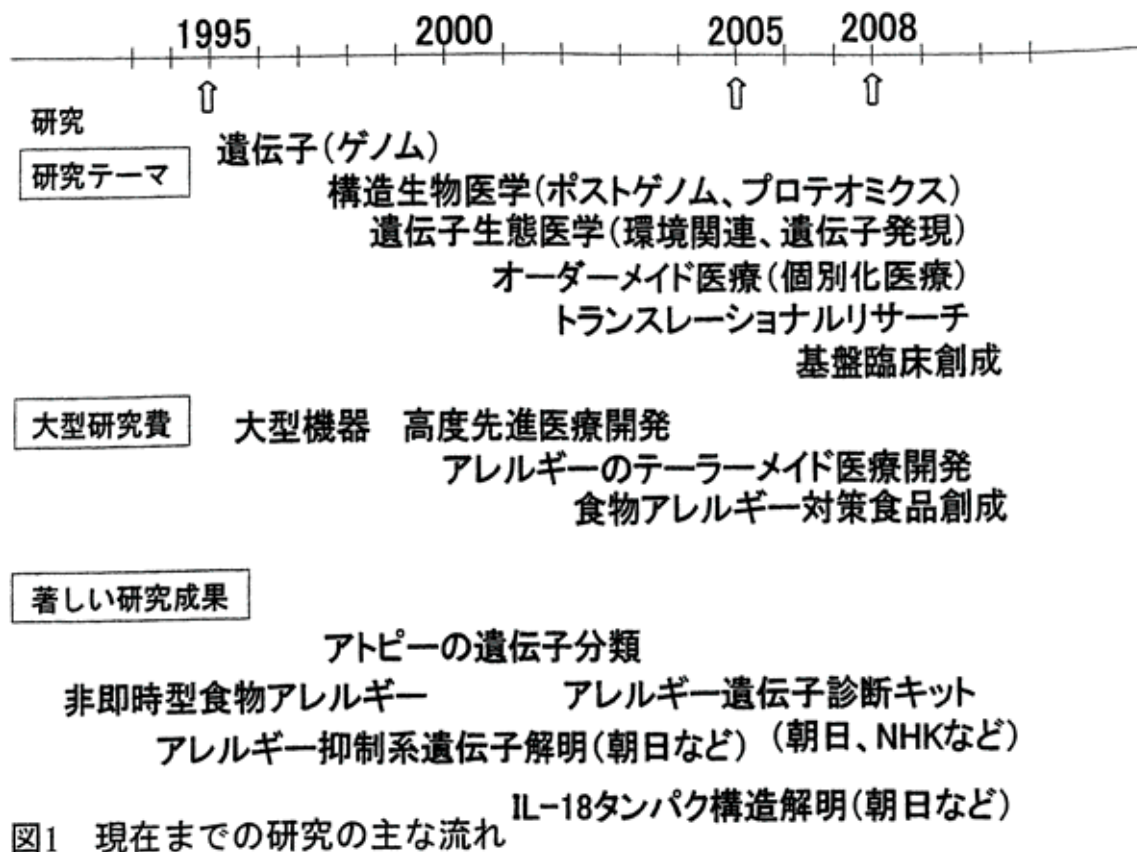 1995 2000 2005 2008
研究
遺伝子(ゲノム)
研究テーマ
構造生物医学(ポストゲノム、プロテオミクス)
遺伝子生態医学(環境関連、遺伝子発現)
オーダーメイド医療(個別化医療)
トランスレーショナルリサーチ
基盤臨床創成
大型研究費 大型機器 高度先進医療開発
アレルギーのテーラーメイド医療開発
食物アレルギー対策食品創成
著しい研究成果
アトピーの遺伝子分類
非即時型食物アレルギー アレルギー遺伝子診断キット
アレルギー抑制系遺伝子解明(朝日など) (朝日、NHKなど)
IL-18タンパク構造解明(朝日など)
図1 現在までの研究の主な流れ